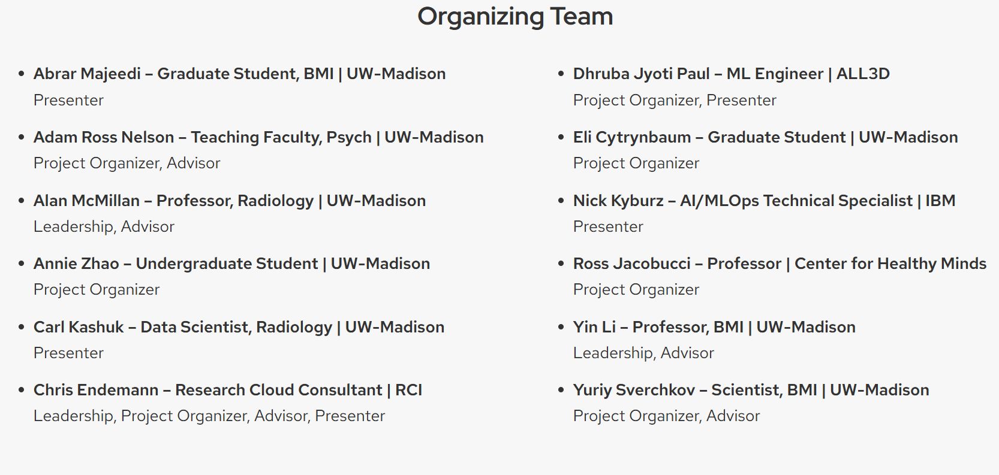 Organizing Team
Abrar Majeedi – Graduate Student, BMI | UW-Madison
Presenter
Adam Ross Nelson – Teaching Faculty, Psych | UW-Madison
Project Organizer, Advisor
Alan McMillan – Professor, Radiology | UW-Madison
Leadership, Advisor
Annie Zhao – Undergraduate Student | UW-Madison
Project Organizer
Carl Kashuk – Data Scientist, Radiology | UW-Madison
Presenter
Chris Endemann – Research Cloud Consultant | RCI
Leadership, Project Organizer, Advisor, Presenter
Dhruba Jyoti Paul – ML Engineer | ALL3D
Project Organizer, Presenter
Eli Cytrynbaum – Graduate Student | UW-Madison
Project Organizer
Nick Kyburz – AI/MLOps Technical Specialist | IBM
Presenter
Ross Jacobucci – Professor | Center for Healthy Minds
Project Organizer
Yin Li – Professor, BMI | UW-Madison
Leadership, Advisor
Yuriy Sverchkov – Scientist, BMI | UW-Madison
Project Organizer, Advisor